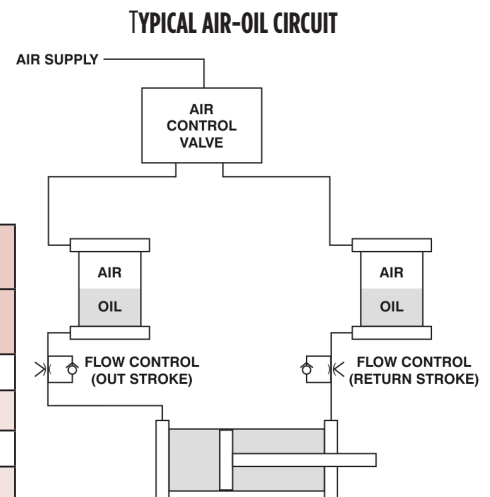 TYPICAL AIR-OIL CIRCUIT
AIR SUPPLY
AIR
CONTROL
VALVE
AIR
OIL
AIR
OIL
FLOW CONTROL
(OUT STROKE)
FLOW CONTROL
(RETURN STROKE)